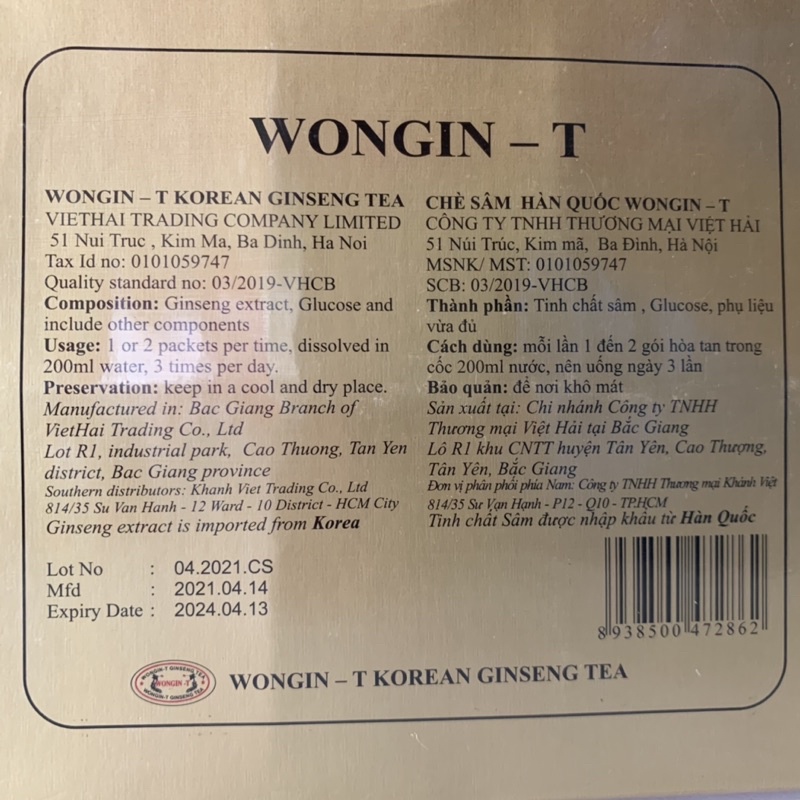 WONGIN – T
WONGIN – T KOREAN GINSENG TEA
VIETHAI TRADING COMPANY LIMITED
51 Nui Truc , Kim Ma, Ba Dinh, Ha Noi
Tax Id no: 0101059747
Quality standard no: 03/2019-VHCB
Composition: Ginseng extract, Glucose and
include other components
Usage: 1 or 2 packets per time, dissolved in
200ml water, 3 times per day.
Preservation: keep in a cool and dry place.
Manufactured in: Bac Giang Branch of
VietHai Trading Co., Ltd
Lot R1, industrial park, Cao Thuong, Tan Yen
district, Bac Giang province
Southern distributors: Khanh Viet Trading Co., Ltd
814/35 Su Van Hanh - 12 Ward - 10 District - HCM City
Ginseng extract is imported from Korea
CHÈ SÂM HÀN QUỐC WONGIN – T
CÔNG TY TNHH THƯƠNG MẠI VIỆT HẢI
51 Núi Trúc, Kim mã, Ba Đình, Hà Nội
MSNK/ MST: 0101059747
SCB: 03/2019-VHCB
Thành phần: Tinh chất sâm , Glucose, phụ liệu
vừa đủ
Cách dùng: mỗi lần 1 đến 2 gói hòa tan trong
cốc 200ml nước, nên uống ngày 3 lần
Bảo quản: để nơi khô mát
Sản xuất tại: Chi nhánh Công ty TNHH
Thương mại Việt Hải tại Bắc Giang
Lô R1 khu CNTT huyện Tân Yên, Cao Thượng,
Tân Yên, Bắc Giang
Đơn vị phân phối phía Nam: Công ty TNHH Thương mại Khánh Việt
814/35 Sư Vạn Hạnh - P12 - Q10 - TP.HCM
Tinh chất Sâm được nhập khẩu từ Hàn Quốc
Lot No : 04.2021.CS
Mfd : 2021.04.14
Expiry Date : 2024.04.13
8 938500 472862
WONGIN-T GINSENG TEA
WONGIN -T
WONGIN-T GINSENG TEA
WONGIN – T KOREAN GINSENG TEA